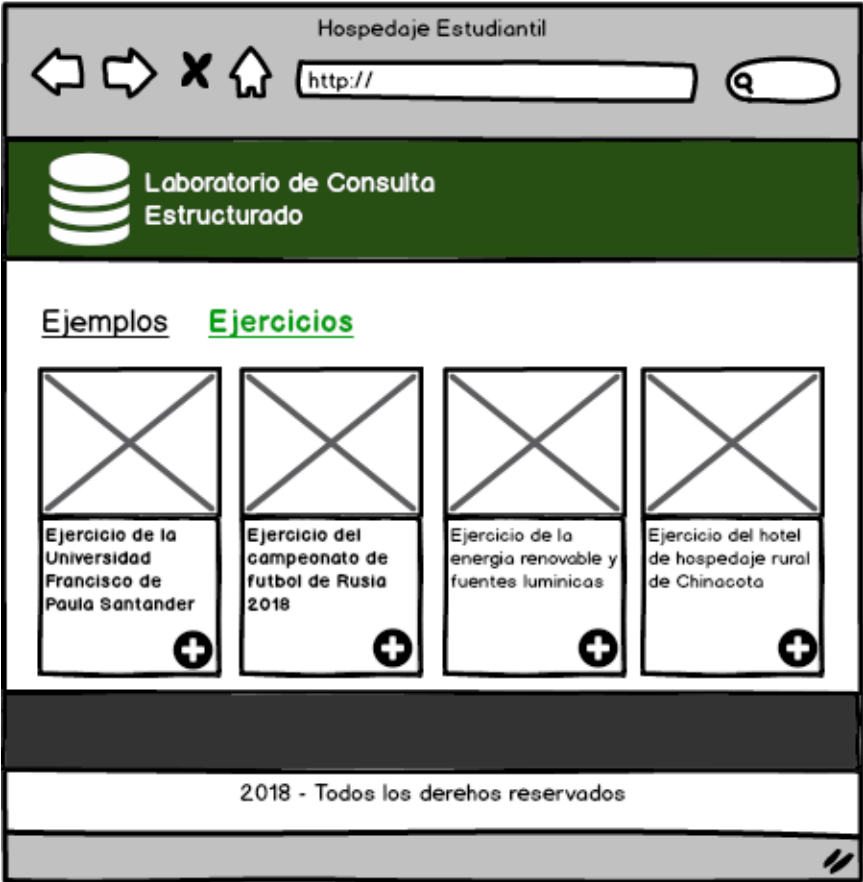 Hospedaje Estudiantil
http://
Laboratorio de Consulta
Estructurado
Ejemplos Ejercicios
Ejercicio de la
Universidad
Francisco de
Paula Santander
Ejercicio del
campeonato de
futbol de Rusia
2018
Ejercicio de la
energia renovable y
fuentes luminicas
Ejercicio del hotel
de hospedaje rural
de Chinacota
2018 - Todos los derehos reservados